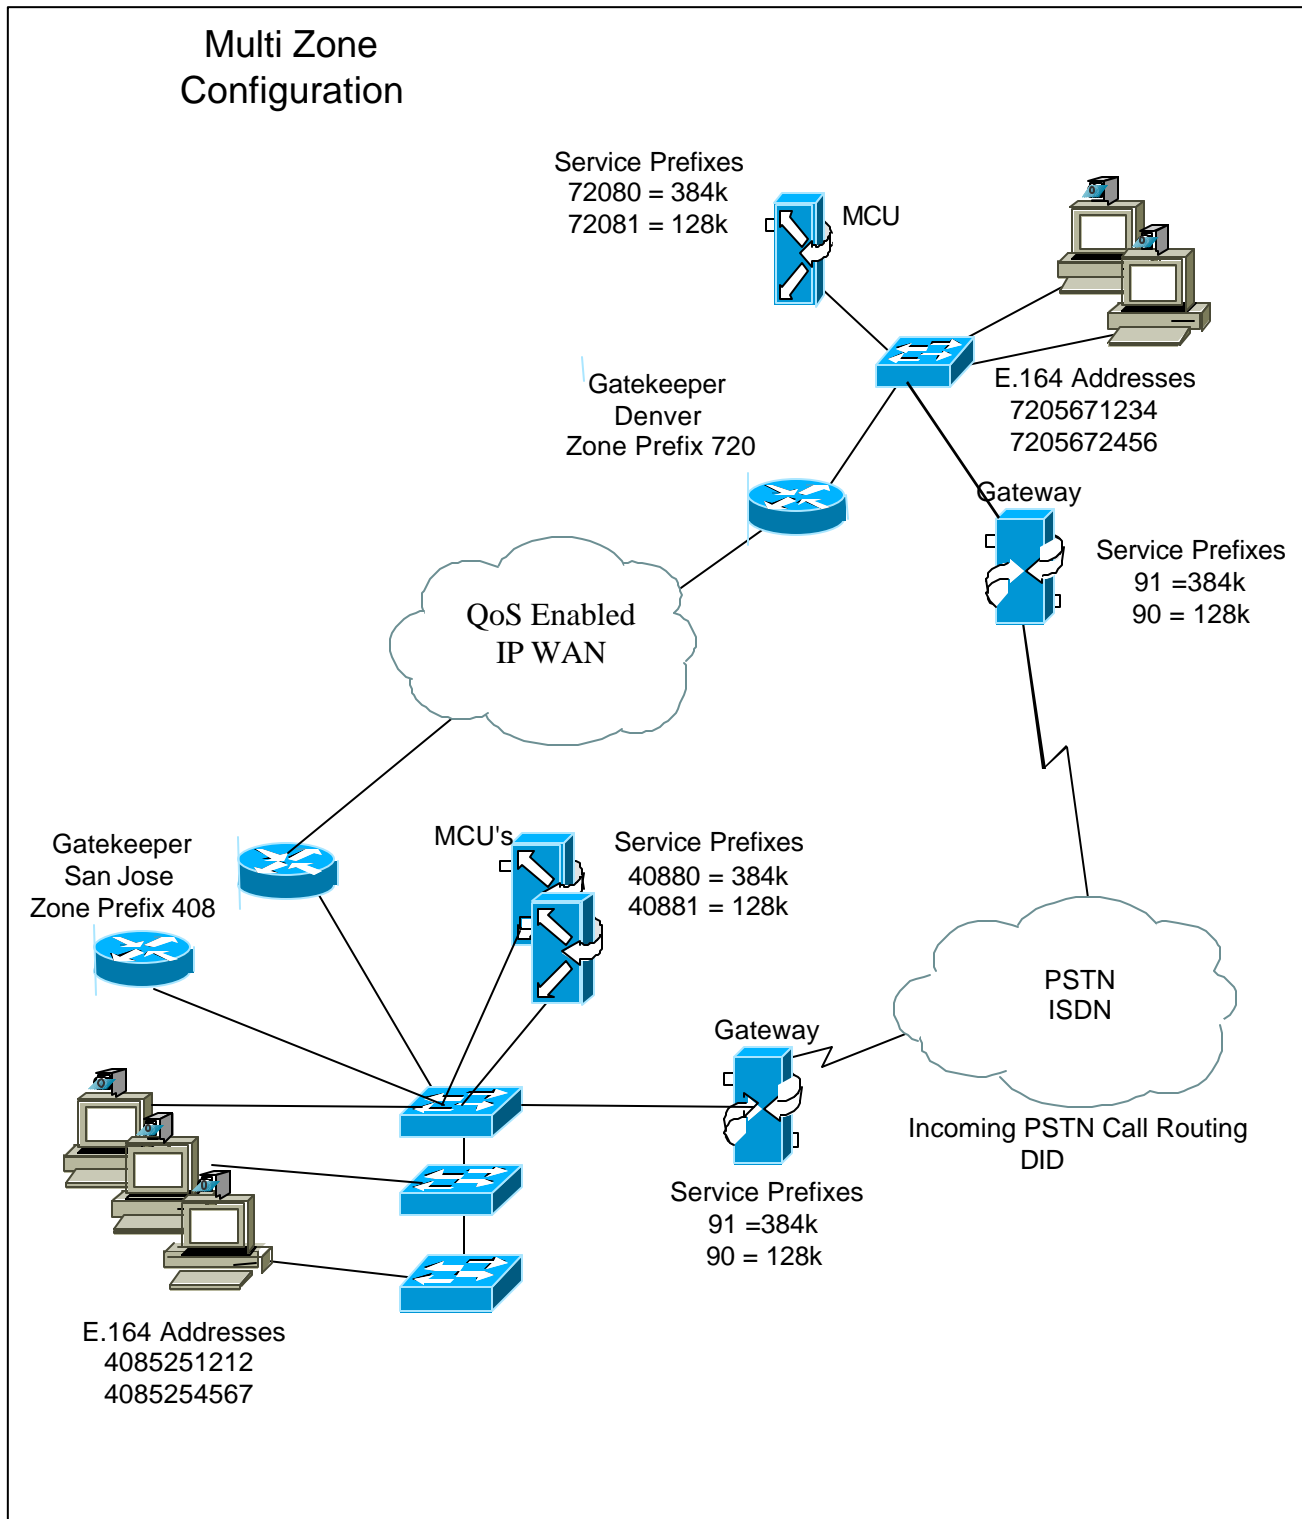 Multi Zone
Configuration
Service Prefixes
72080 = 384k
72081 = 128k
MCU
Gatekeeper
Denver
Zone Prefix 720
E.164 Addresses
7205671234
7205672456
Gateway
Service Prefixes
91 =384k
90 = 128k
QoS Enabled
IP WAN
Gatekeeper
San Jose
Zone Prefix 408
MCU's
Service Prefixes
40880 = 384k
40881 = 128k
PSTN
ISDN
Gateway
Incoming PSTN Call Routing
DID
Service Prefixes
91 =384k
90 = 128k
E.164 Addresses
4085251212
4085254567